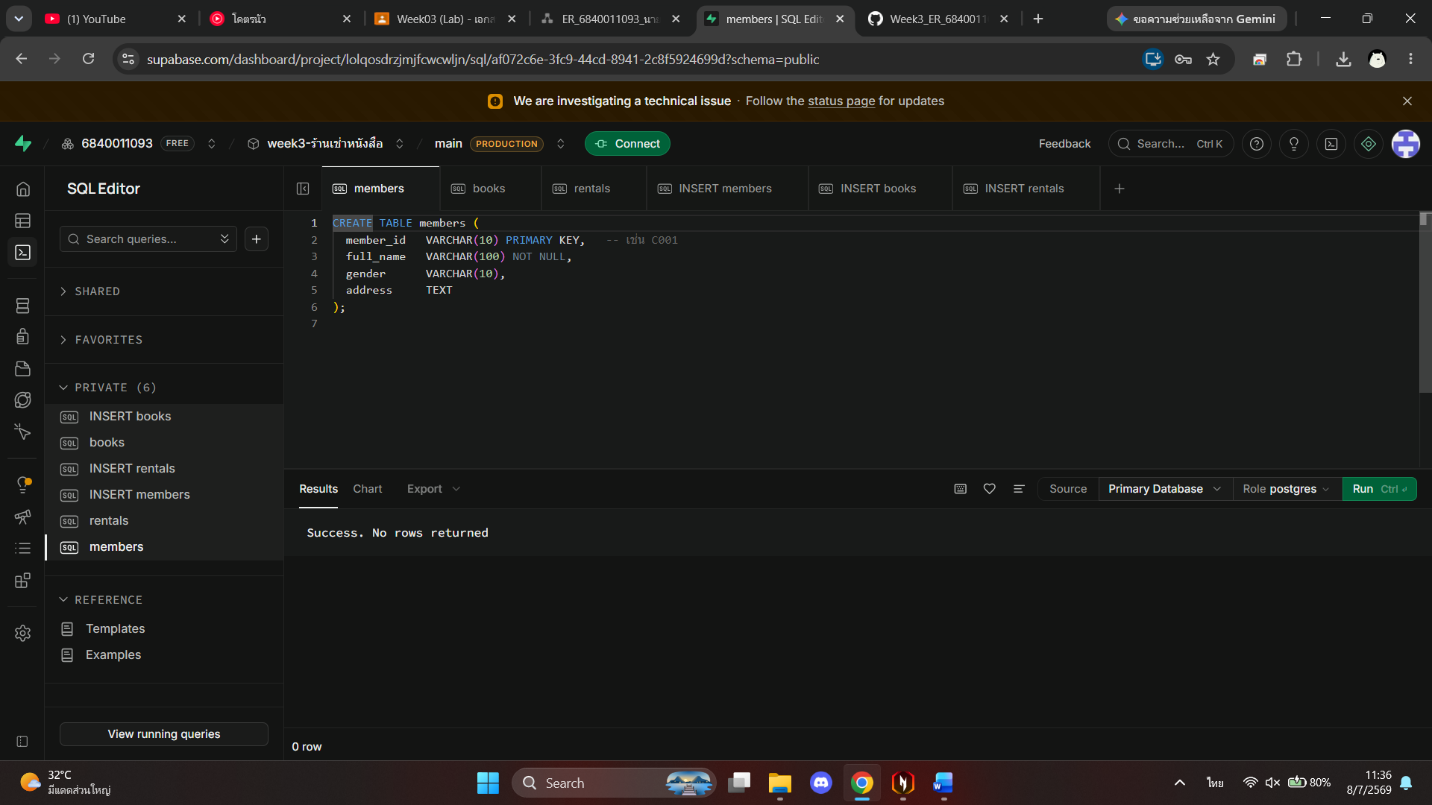 (1) YouTube
โคตรนัว
Week03 (Lab) - เอกส
ER_6840011093_นาย
members | SQL Edit
Week3_ER_6840011
ขอความช่วยเหลือจาก Gemini
supabase.com/dashboard/project/lolqosdrzjmjfcwcwljn/sql/af072c6e-3fc9-44cd-8941-2c8f5924699d?schema=public
We are investigating a technical issue · Follow the status page for updates
6840011093 FREE / week3-ร้านเช่าหนังสือ / main PRODUCTION Connect
Feedback
Search... Ctrl K
SQL Editor
members
books
rentals
INSERT members
INSERT books
INSERT rentals
Search queries...
SHARED
FAVORITES
PRIVATE (6)
SQL INSERT books
SQL books
SQL INSERT rentals
SQL INSERT members
SQL rentals
SQL members
REFERENCE
Templates
Examples
View running queries
1 CREATE TABLE members (
2 member_id VARCHAR(10) PRIMARY KEY, -- เช่น C001
3 full_name VARCHAR(100) NOT NULL,
4 gender VARCHAR(10),
5 address TEXT
6 );
7
Results Chart Export
Source Primary Database Role postgres Run Ctrl
Success. No rows returned
0 row
32°C
มีแดดส่วนใหญ่
Search
ไทย
80%
11:36
8/7/2569